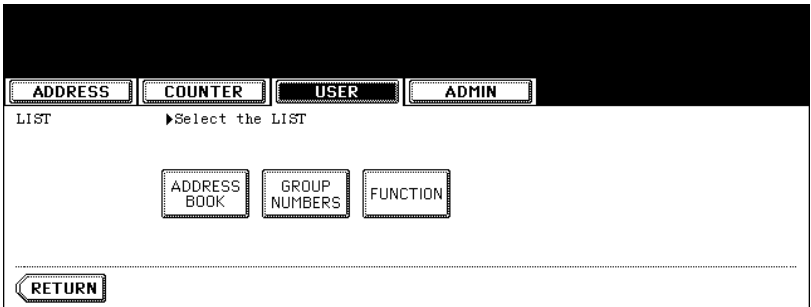 ADDRESS COUNTER USER ADMIN
LIST ▶Select the LIST
ADDRESS BOOK GROUP NUMBERS FUNCTION
RETURN